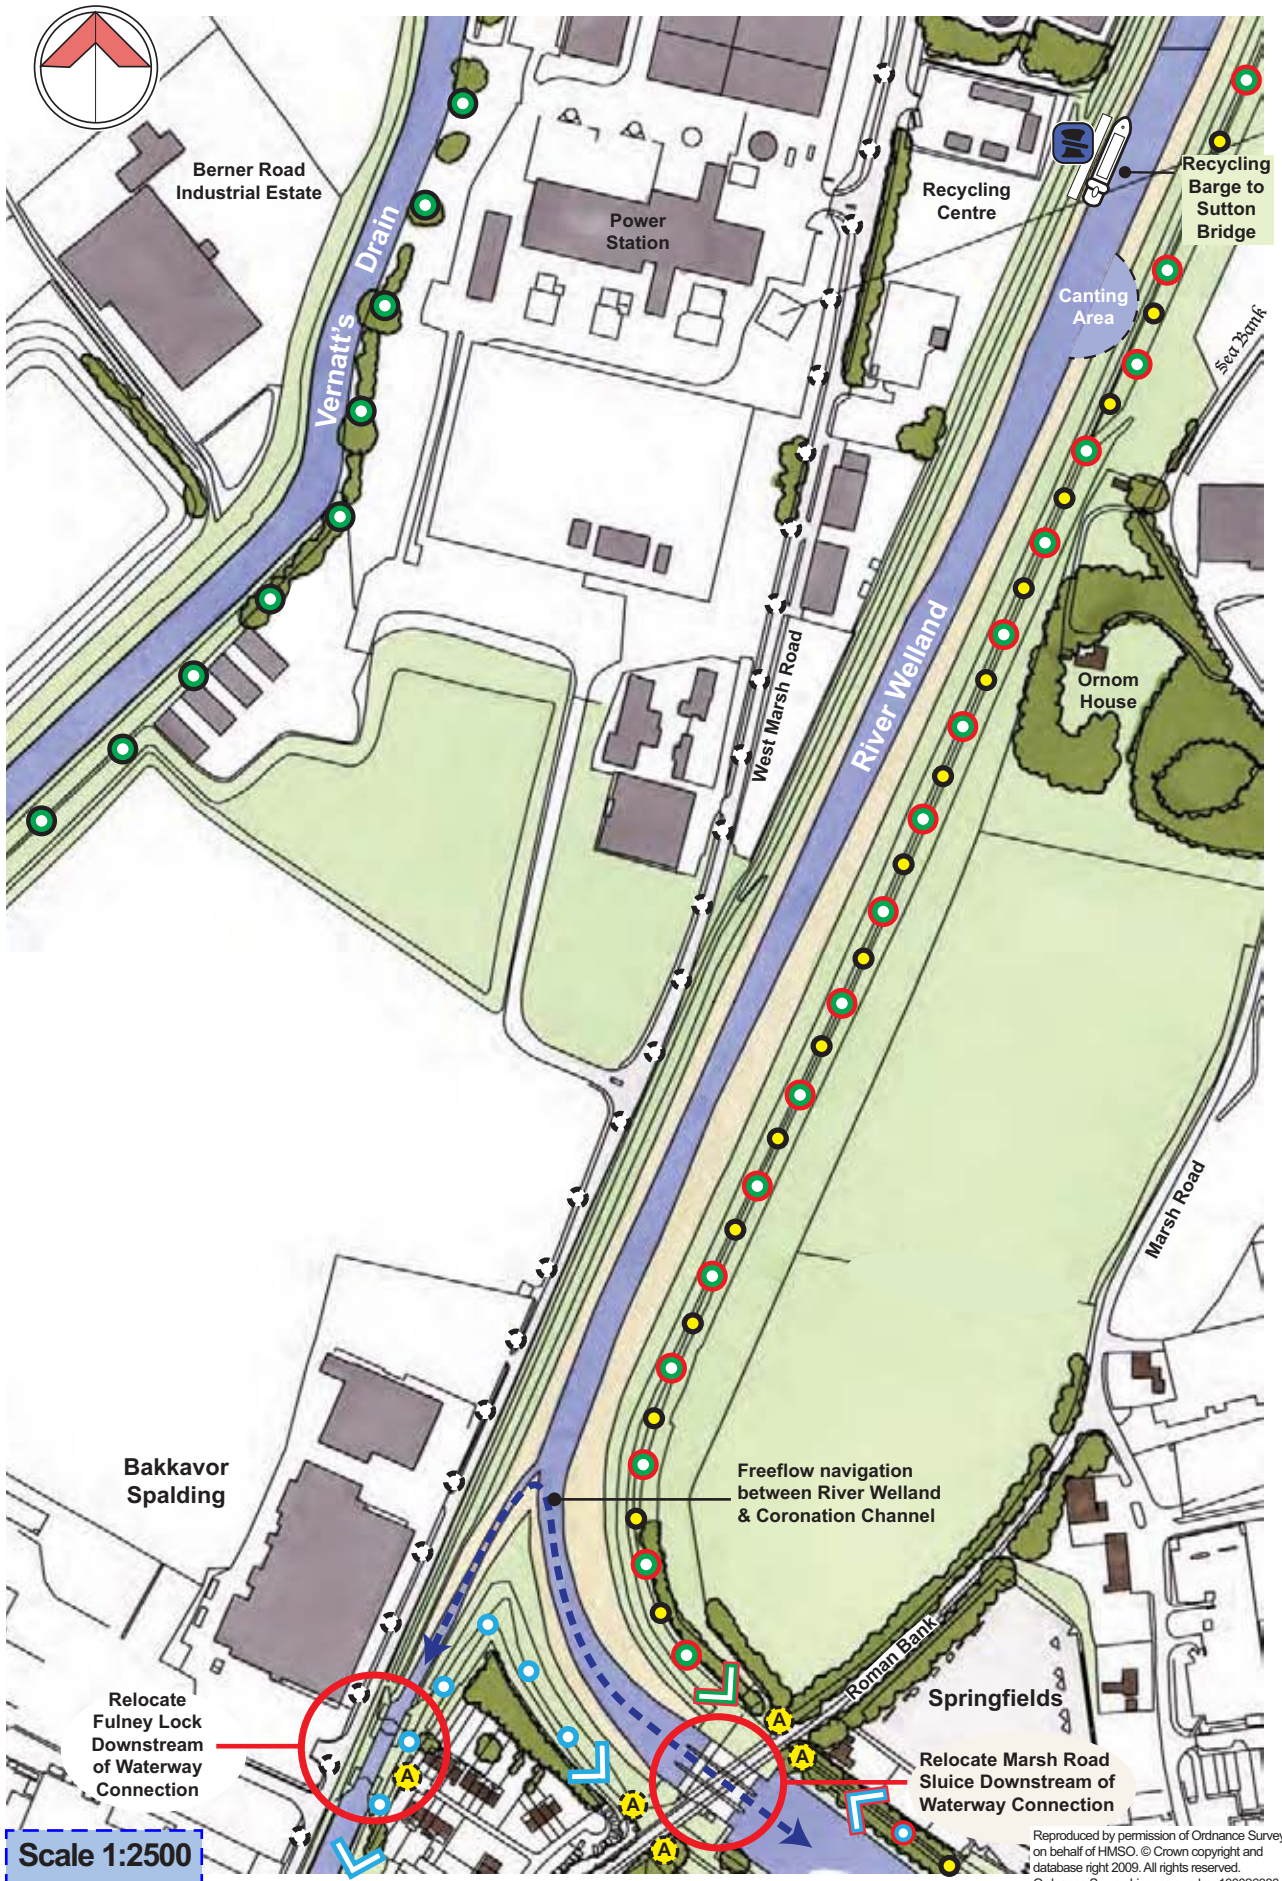 Berner Road
Industrial Estate
Vernatt's Drain
Power
Station
Recycling
Centre
Recycling
Barge to
Sutton
Bridge
Canting
Area
Sea Bank
West Marsh Road
River Welland
Ornom
House
Marsh Road
Bakkavor
Spalding
Freeflow navigation
between River Welland
& Coronation Channel
Roman Bank
Springfields
Relocate
Fulney Lock
Downstream
of Waterway
Connection
Relocate Marsh Road
Sluice Downstream of
Waterway Connection
A
A
A
A
A
Scale 1:2500
Reproduced by permission of Ordnance Survey
on behalf of HMSO. © Crown copyright and
database right 2009. All rights reserved.